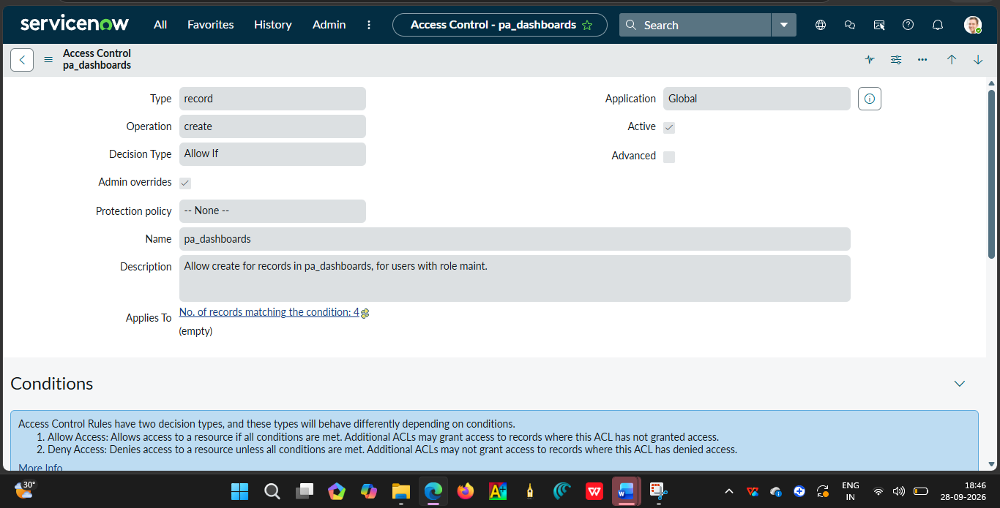 servicenow All Favorites History Admin Access Control - pa_dashboards Search
Access Control
pa_dashboards
Type record Application Global
Operation create Active
Decision Type Allow If Advanced
Admin overrides
Protection policy -- None --
Name pa_dashboards
Description Allow create for records in pa_dashboards, for users with role maint.
Applies To No. of records matching the condition: 4
(empty)
Conditions
Access Control Rules have two decision types, and these types will behave differently depending on conditions.
1. Allow Access: Allows access to a resource if all conditions are met. Additional ACLs may grant access to records where this ACL has not granted access.
2. Deny Access: Denies access to a resource unless all conditions are met. Additional ACLs may not grant access to records where this ACL has denied access.
More Info
30°
ENG
IN
18:46
28-09-2026